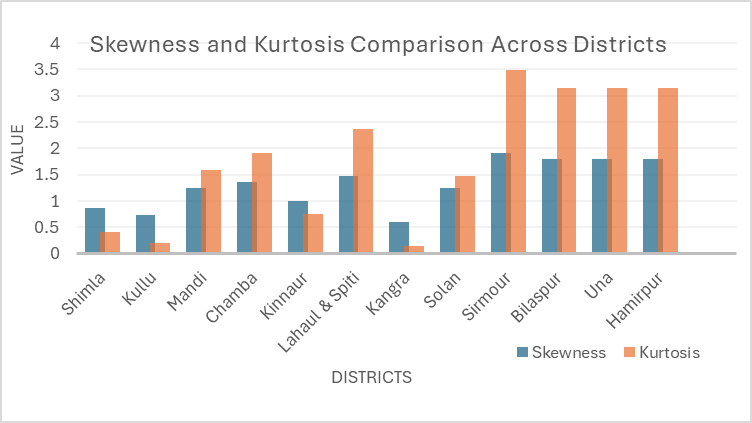 Skewness and Kurtosis Comparison Across Districts
VALUE
4
3.5
3
2.5
2
1.5
1
0.5
0
Shimla
Kullu
Mandi
Chamba
Kinnaur
Lahaul & Spiti
Kangra
Solan
Sirmour
Bilaspur
Una
Hamirpur
Skewness Kurtosis
DISTRICTS